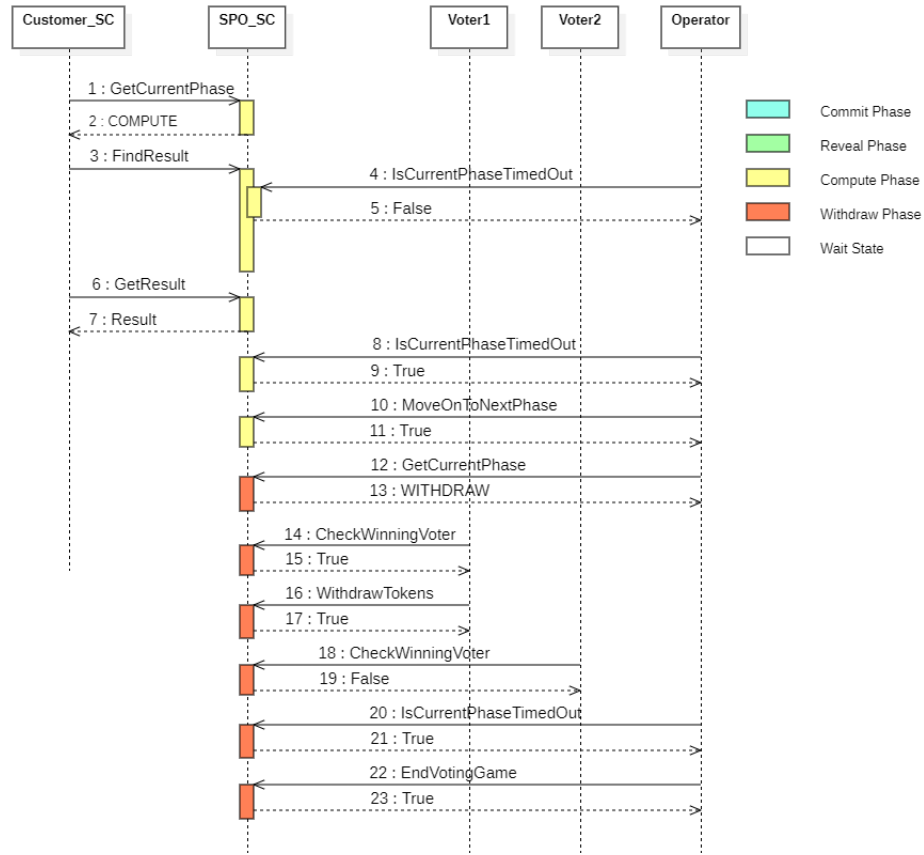 Customer_SC
SPO_SC
Voter1
Voter2
Operator
1 : GetCurrentPhase
2 : COMPUTE
3 : FindResult
4 : IsCurrentPhaseTimedOut
5 : False
6 : GetResult
7 : Result
8 : IsCurrentPhaseTimedOut
9 : True
10 : MoveOnToNextPhase
11 : True
12 : GetCurrentPhase
13 : WITHDRAW
14 : CheckWinningVoter
15 : True
16 : WithdrawTokens
17 : True
18 : CheckWinningVoter
19 : False
20 : IsCurrentPhaseTimedOut
21 : True
22 : EndVotingGame
23 : True
Commit Phase
Reveal Phase
Compute Phase
Withdraw Phase
Wait State